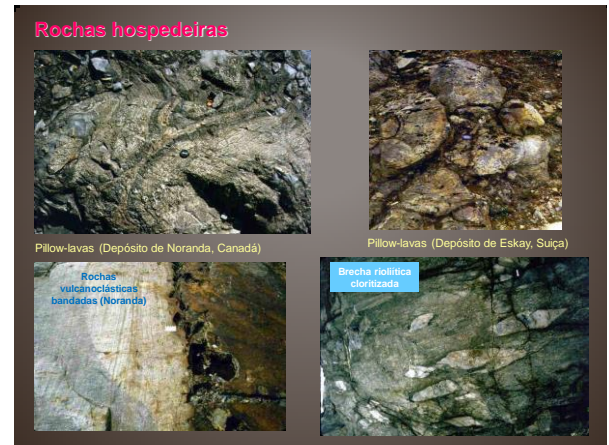 Rochas hospedeiras
Pillow-lavas (Depósito de Noranda, Canadá)
Pillow-lavas (Depósito de Eskay, Suiça)
Rochas
vulcanoclásticas
bandadas (Noranda)
Brecha riolíitica
cloritizada